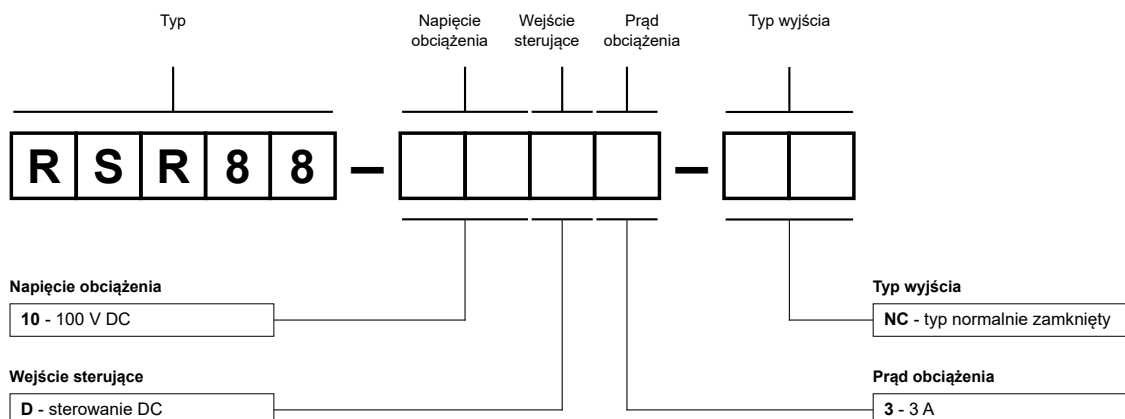 Typ
Napięcie obciążenia
Wejście sterujące
Prąd obciążenia
Typ wyjścia
R S R 8 8 – –
Napięcie obciążenia
10 - 100 V DC
Wejście sterujące
D - sterowanie DC
Typ wyjścia
NC - typ normalnie zamknięty
Prąd obciążenia
3 - 3 A